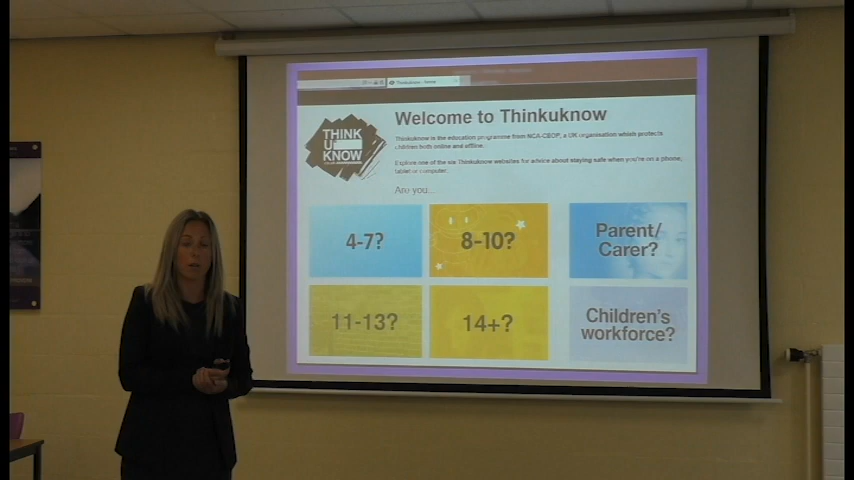 Thinkuknow - home
Welcome to Thinkuknow
THINK
U
KNOW
Thinkuknow is the education programme from NCA-CEOP, a UK organisation which protects
children both online and offline.
Explore one of the six Thinkuknow websites for advice about staying safe when you're on a phone,
tablet or computer.
Are you...
4-7?
8-10?
Parent/
Carer?
11-13?
14+?
Children's
workforce?